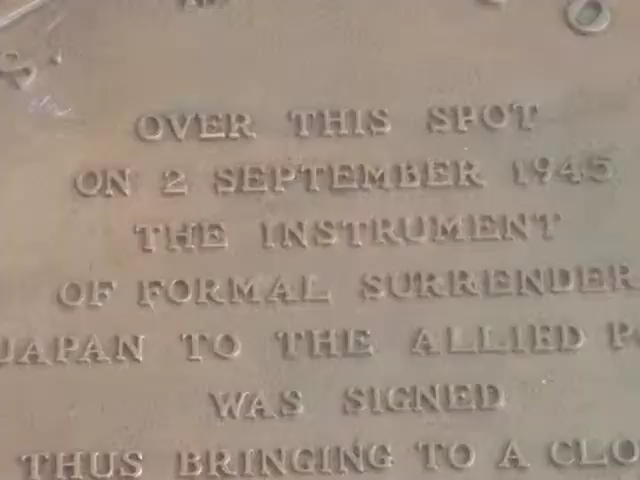 OVER THIS SPOT
ON 2 SEPTEMBER 1945
THE INSTRUMENT
OF FORMAL SURRENDER
JAPAN TO THE ALLIED
WAS SIGNED
THUS BRINGING TO A CLO